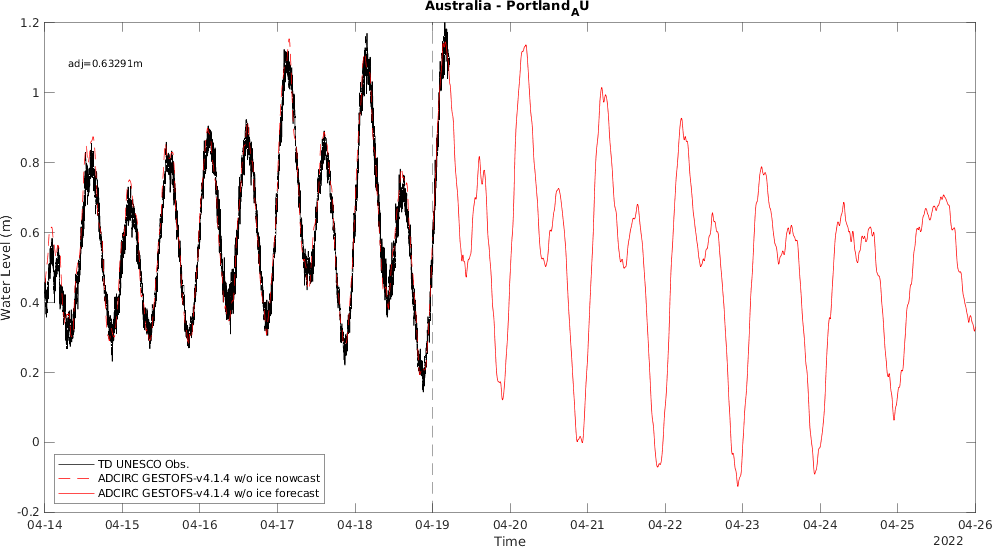 Australia - Portland_AU
adj=0.63291m
1.2
1
0.8
0.6
0.4
0.2
0
-0.2
Water Level (m)
TD UNESCO Obs.
ADCIRC GESTOFS-v4.1.4 w/o ice nowcast
ADCIRC GESTOFS-v4.1.4 w/o ice forecast
04-14 04-15 04-16 04-17 04-18 04-19 04-20 04-21 04-22 04-23 04-24 04-25 04-26
Time
2022